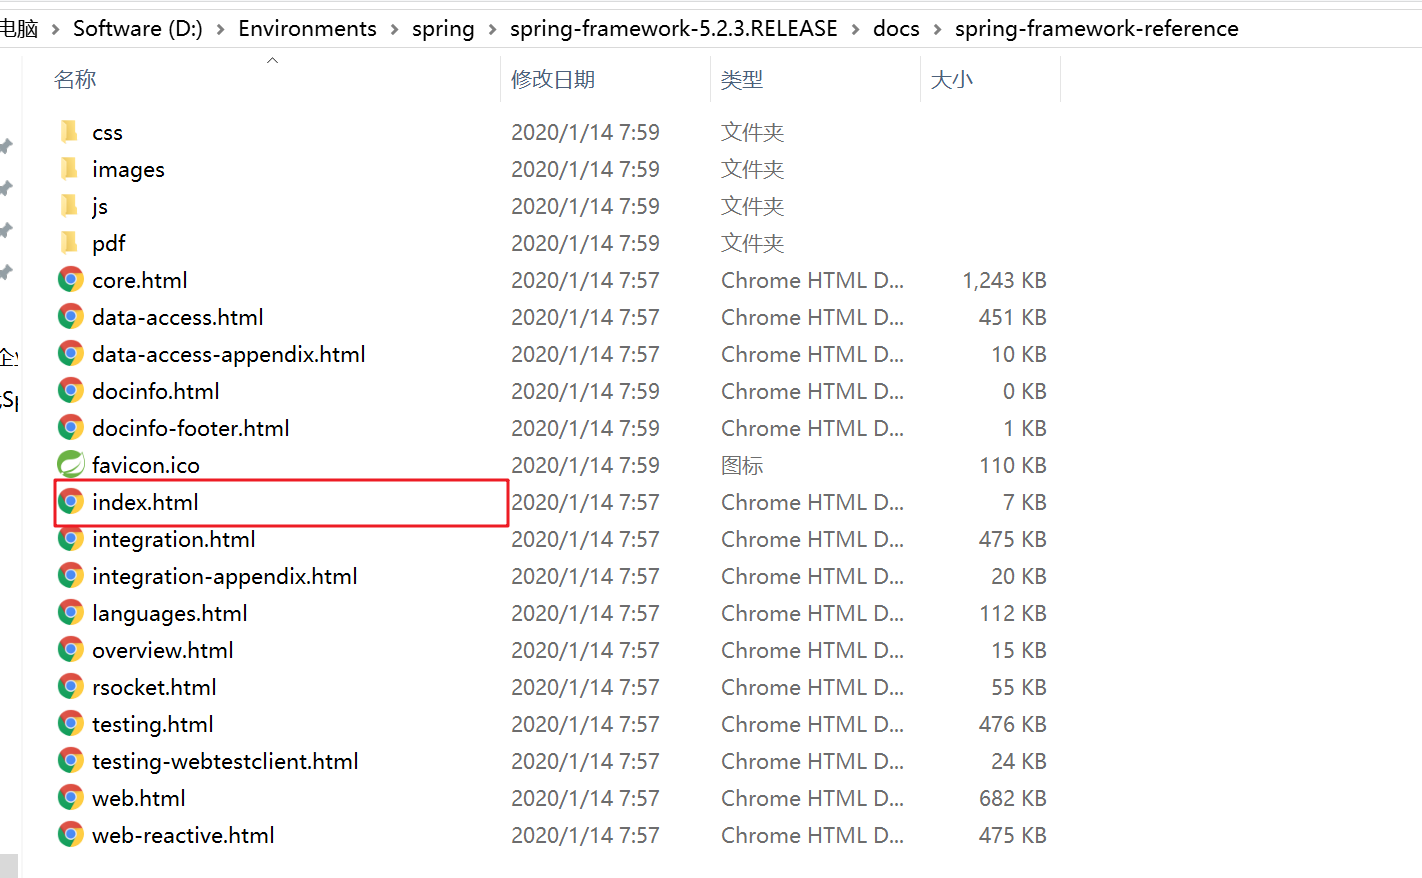 电脑 > Software (D:) > Environments > spring > spring-framework-5.2.3.RELEASE > docs > spring-framework-reference
名称 修改日期 类型 大小
css 2020/1/14 7:59 文件夹
images 2020/1/14 7:59 文件夹
js 2020/1/14 7:59 文件夹
pdf 2020/1/14 7:59 文件夹
core.html 2020/1/14 7:57 Chrome HTML D... 1,243 KB
data-access.html 2020/1/14 7:57 Chrome HTML D... 451 KB
data-access-appendix.html 2020/1/14 7:57 Chrome HTML D... 10 KB
docinfo.html 2020/1/14 7:59 Chrome HTML D... 0 KB
docinfo-footer.html 2020/1/14 7:59 Chrome HTML D... 1 KB
favicon.ico 2020/1/14 7:59 图标 110 KB
index.html 2020/1/14 7:57 Chrome HTML D... 7 KB
integration.html 2020/1/14 7:57 Chrome HTML D... 475 KB
integration-appendix.html 2020/1/14 7:57 Chrome HTML D... 20 KB
languages.html 2020/1/14 7:57 Chrome HTML D... 112 KB
overview.html 2020/1/14 7:57 Chrome HTML D... 15 KB
rsocket.html 2020/1/14 7:57 Chrome HTML D... 55 KB
testing.html 2020/1/14 7:57 Chrome HTML D... 476 KB
testing-webtestclient.html 2020/1/14 7:57 Chrome HTML D... 24 KB
web.html 2020/1/14 7:57 Chrome HTML D... 682 KB
web-reactive.html 2020/1/14 7:57 Chrome HTML D... 475 KB